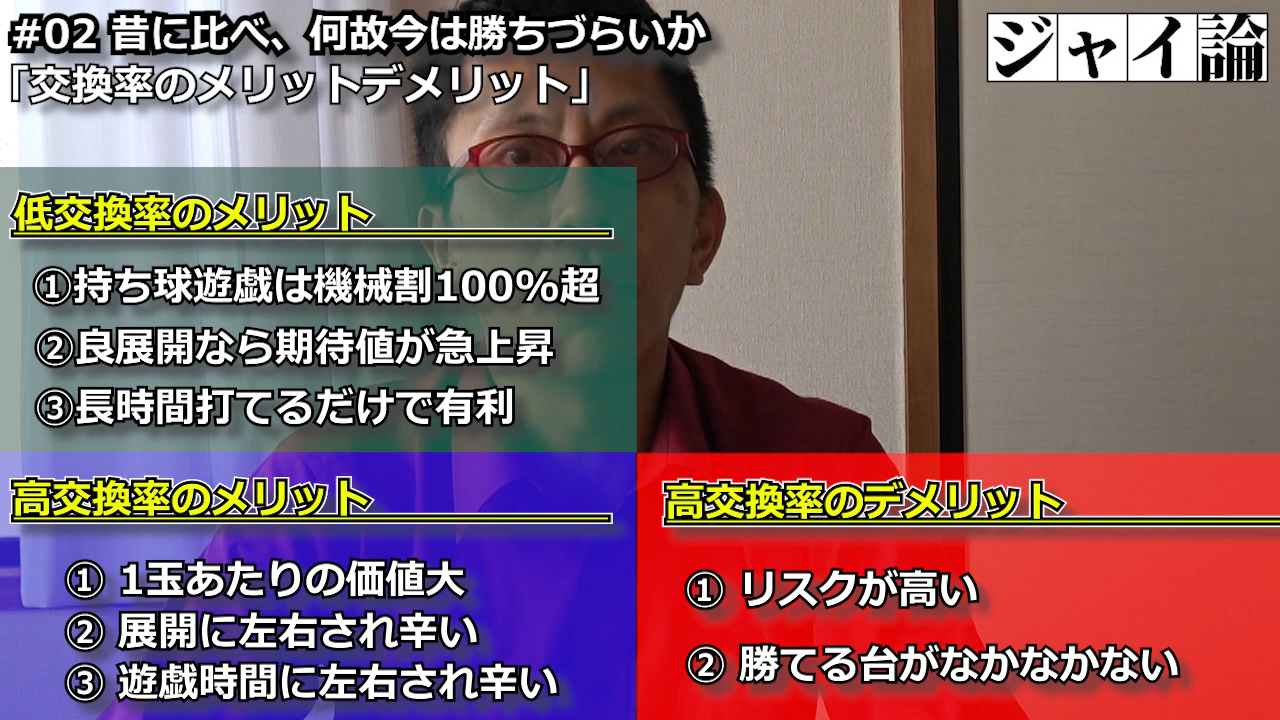 #02 昔に比べ、何故今は勝ちづらいか
「交換率のメリットデメリット」
ジャイ論
低交換率のメリット
①持ち球遊戯は機械割100%超
②良展開なら期待値が急上昇
③長時間打てるだけで有利
高交換率のメリット
① 1玉あたりの価値大
② 展開に左右され辛い
③ 遊戯時間に左右され辛い
高交換率のデメリット
① リスクが高い
② 勝てる台がなかなかない